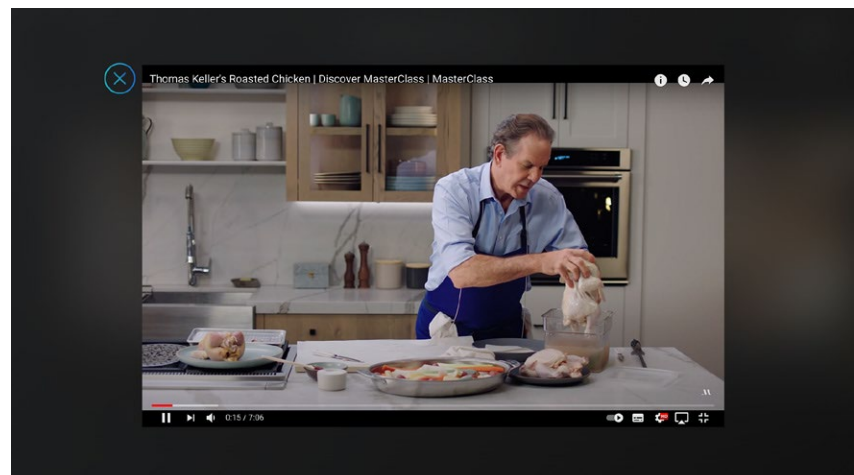 Thomas Keller's Roasted Chicken | Discover MasterClass | MasterClass
0:15 / 7:06